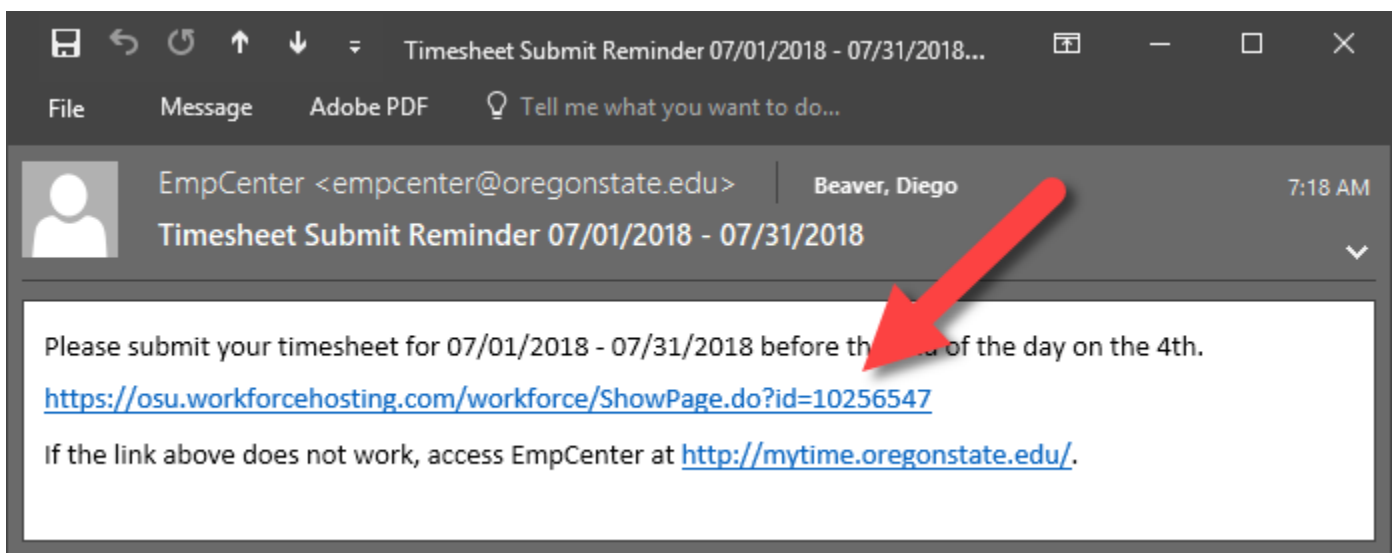 Timesheet Submit Reminder 07/01/2018 - 07/31/2018...
File Message Adobe PDF Tell me what you want to do...
EmpCenter <empcenter@oregonstate.edu> Beaver, Diego 7:18 AM
Timesheet Submit Reminder 07/01/2018 - 07/31/2018
Please submit your timesheet for 07/01/2018 - 07/31/2018 before of the day on the 4th.
https://osu.workforcehosting.com/workforce/ShowPage.do?id=10256547
If the link above does not work, access EmpCenter at http://mytime.oregonstate.edu/.